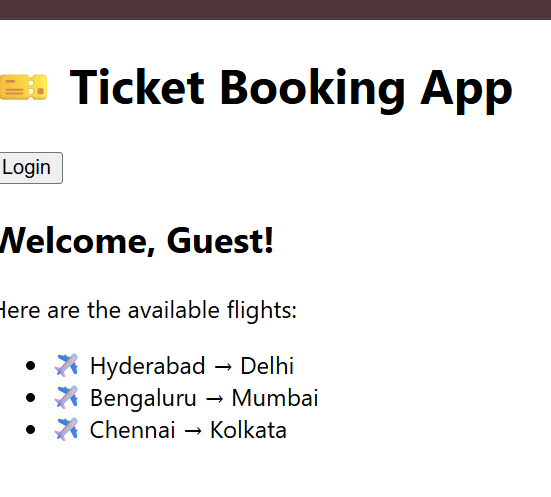 🎫 Ticket Booking App
Login
Welcome, Guest!
Here are the available flights:
• ✈️ Hyderabad → Delhi
• ✈️ Bengaluru → Mumbai
• ✈️ Chennai → Kolkata